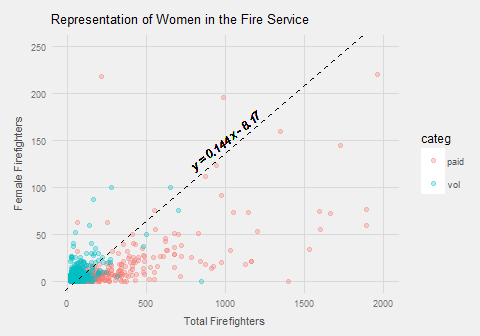 Representation of Women in the Fire Service
250
200
150
100
50
0
Female Firefighters
y = 0.144 x - 8.17
0 500 1000 1500 2000
Total Firefighters
categ
paid
vol